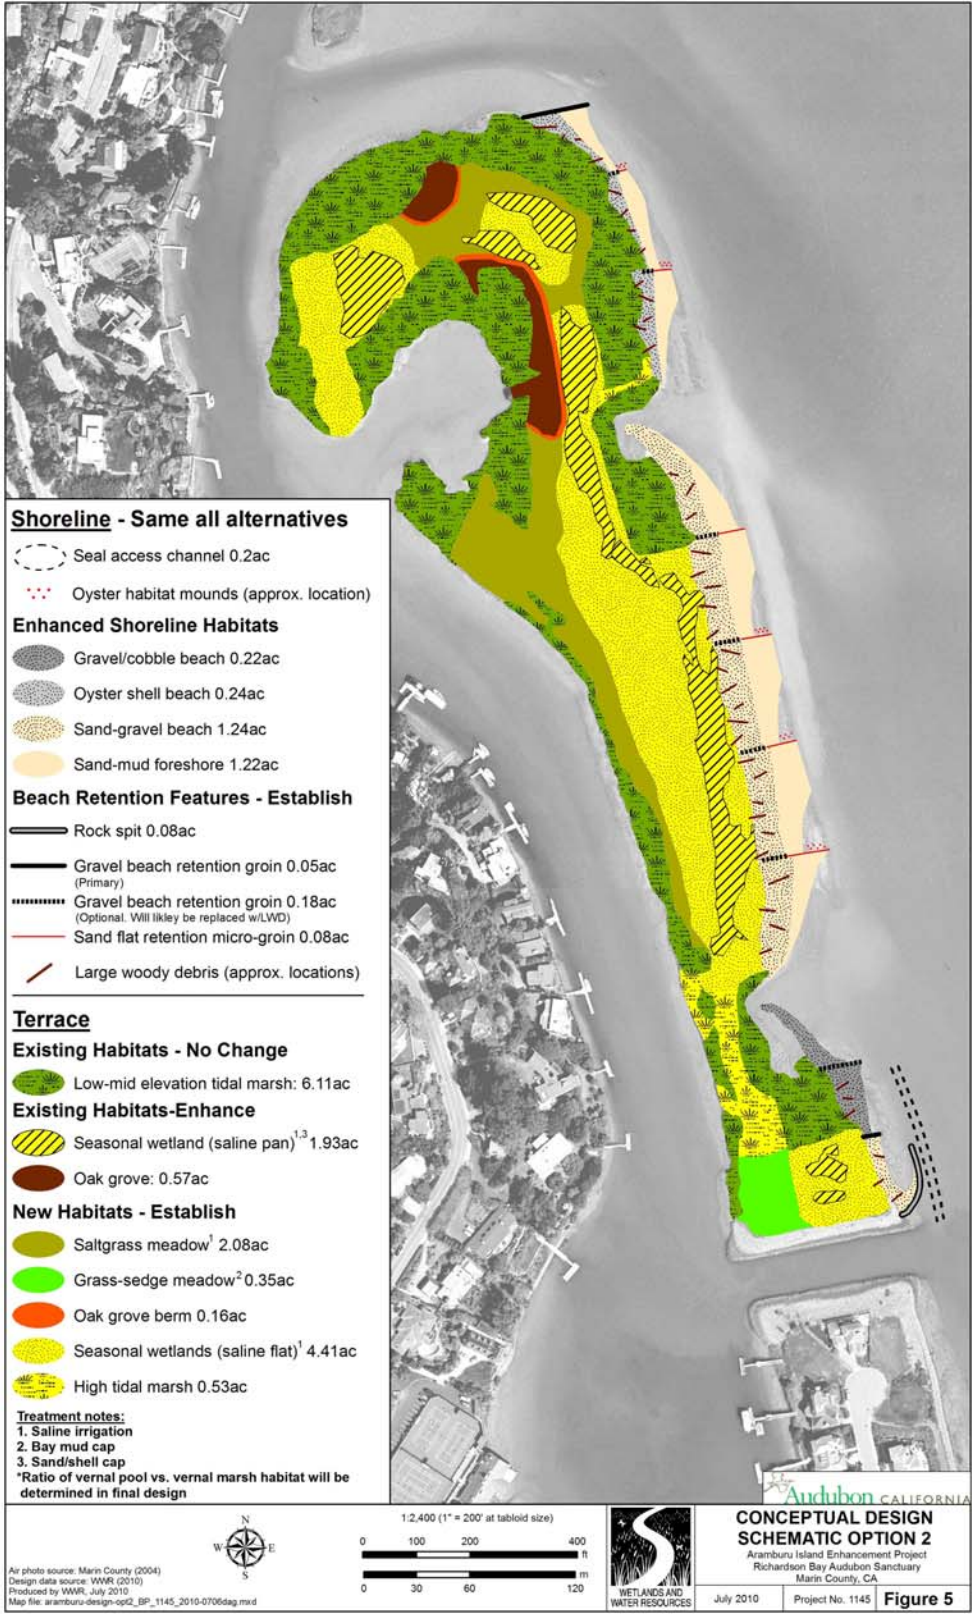 Shoreline - Same all alternatives
Seal access channel 0.2ac
Oyster habitat mounds (approx. location)
Enhanced Shoreline Habitats
Gravel/cobble beach 0.22ac
Oyster shell beach 0.24ac
Sand-gravel beach 1.24ac
Sand-mud foreshore 1.22ac
Beach Retention Features - Establish
Rock spit 0.08ac
Gravel beach retention groin 0.05ac
(Primary)
Gravel beach retention groin 0.18ac
(Optional. Will likley be replaced w/LWD)
Sand flat retention micro-groin 0.08ac
Large woody debris (approx. locations)
Terrace
Existing Habitats - No Change
Low-mid elevation tidal marsh: 6.11ac
Existing Habitats-Enhance
Seasonal wetland (saline pan)1,3 1.93ac
Oak grove: 0.57ac
New Habitats - Establish
Saltgrass meadow1 2.08ac
Grass-sedge meadow2 0.35ac
Oak grove berm 0.16ac
Seasonal wetlands (saline flat)1 4.41ac
High tidal marsh 0.53ac
Treatment notes:
1. Saline irrigation
2. Bay mud cap
3. Sand/shell cap
*Ratio of vernal pool vs. vernal marsh habitat will be
determined in final design
Audubon CALIFORNIA
Air photo source: Marin County (2004)
Design data source: WWR (2010)
Produced by WWR, July 2010
Map file: aramburu-design-opt2_BP_1145_2010-0706dag.mxd
N
W E
S
1:2,400 (1" = 200' at tabloid size)
0 100 200 400
ft
m
0 30 60 120
WETLANDS AND
WATER RESOURCES
CONCEPTUAL DESIGN
SCHEMATIC OPTION 2
Aramburu Island Enhancement Project
Richardson Bay Audubon Sanctuary
Marin County, CA
July 2010 Project No. 1145 Figure 5